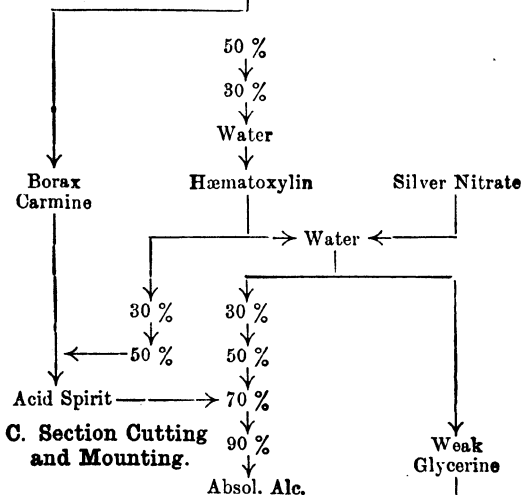 50 %
30 %
Water
Borax
Carmine
Hæmatoxylin
Silver Nitrate
Water
30 %
30 %
50 %
50 %
Acid Spirit
70 %
C. Section Cutting
and Mounting.
90 %
Weak
Glycerine
Absol. Alc.